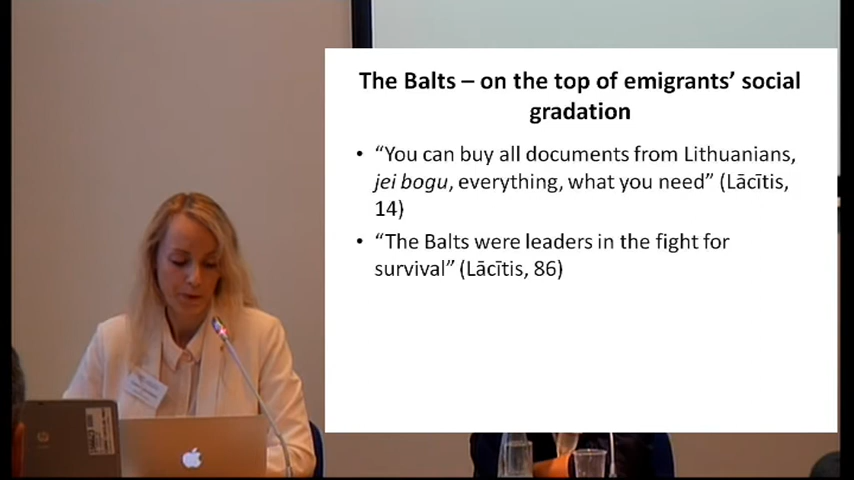 The Balts – on the top of emigrants’ social
gradation
• “You can buy all documents from Lithuanians,
jei bogu, everything, what you need” (Lācītis,
14)
• “The Balts were leaders in the fight for
survival” (Lācītis, 86)